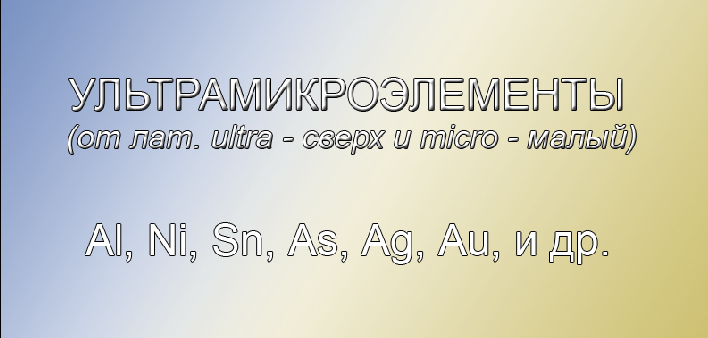 УЛЬТРАМИКРОЭЛЕМЕНТЫ
(от лат. ultra - сверх и micro - малый)
Al, Ni, Sn, As, Ag, Au, и др.